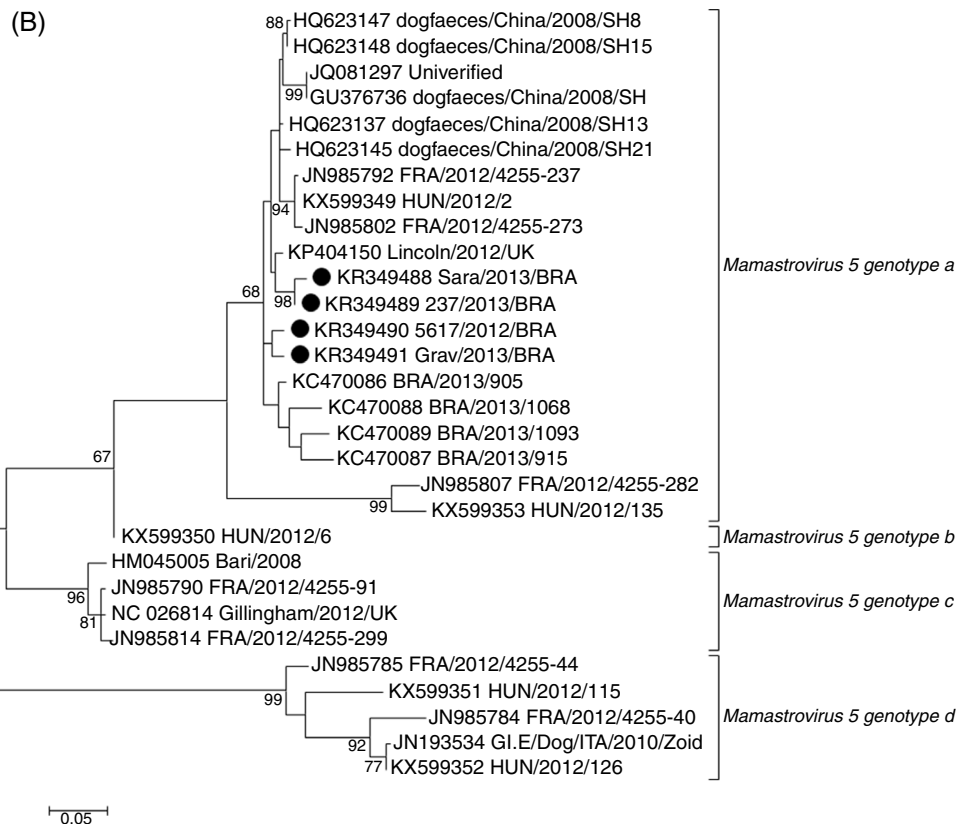 (B)
88
HQ623147 dogfaeces/China/2008/SH8
HQ623148 dogfaeces/China/2008/SH15
JQ081297 Univerified
99
GU376736 dogfaeces/China/2008/SH
HQ623137 dogfaeces/China/2008/SH13
HQ623145 dogfaeces/China/2008/SH21
JN985792 FRA/2012/4255-237
94
KX599349 HUN/2012/2
JN985802 FRA/2012/4255-273
KP404150 Lincoln/2012/UK
Mamastrovirus 5 genotype a
KR349488 Sara/2013/BRA
68
98
KR349489 237/2013/BRA
KR349490 5617/2012/BRA
KR349491 Grav/2013/BRA
KC470086 BRA/2013/905
KC470088 BRA/2013/1068
KC470089 BRA/2013/1093
67
KC470087 BRA/2013/915
JN985807 FRA/2012/4255-282
99
KX599353 HUN/2012/135
KX599350 HUN/2012/6
Mamastrovirus 5 genotype b
HM045005 Bari/2008
96
JN985790 FRA/2012/4255-91
Mamastrovirus 5 genotype c
81
NC 026814 Gillingham/2012/UK
JN985814 FRA/2012/4255-299
JN985785 FRA/2012/4255-44
99
KX599351 HUN/2012/115
JN985784 FRA/2012/4255-40
Mamastrovirus 5 genotype d
92
JN193534 GI.E/Dog/ITA/2010/Zoid
77
KX599352 HUN/2012/126
0.05